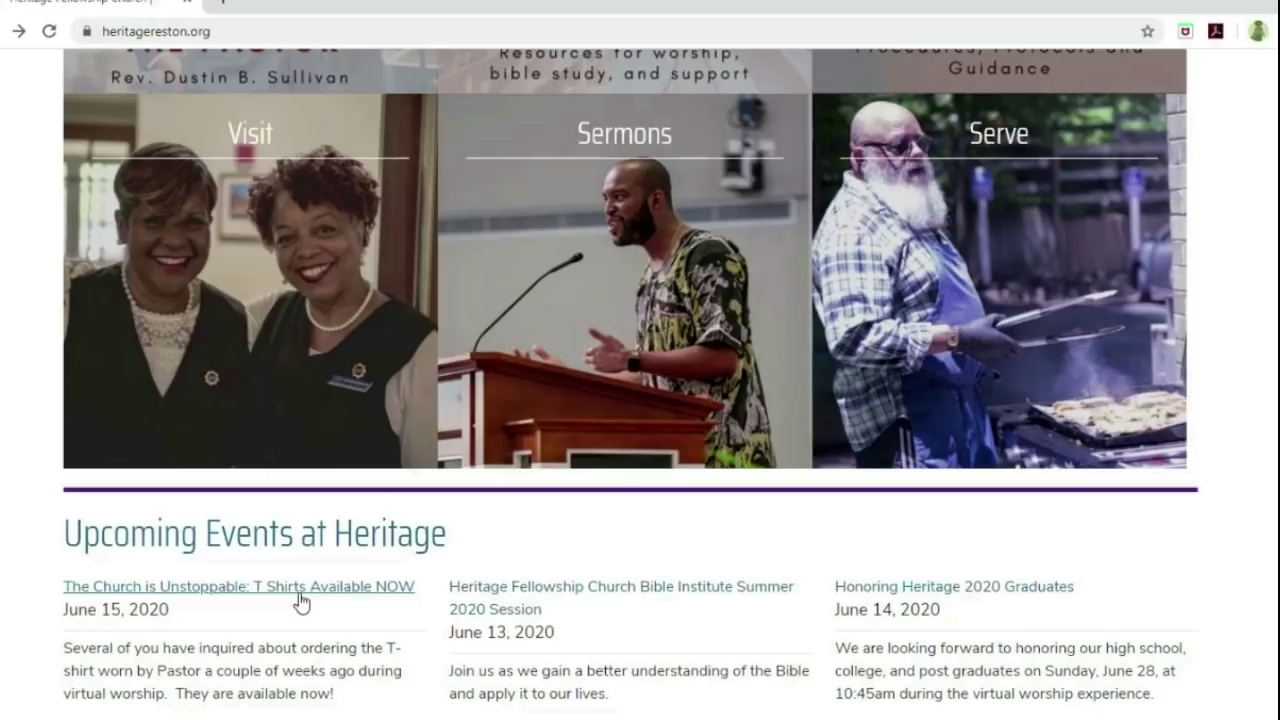 heritagereston.org
Rev. Dustin B. Sullivan
Resources for worship,
bible study, and support
Procedures, Protocols and
Guidance
Visit
Sermons
Serve
Upcoming Events at Heritage
The Church is Unstoppable: T Shirts Available NOW
June 15, 2020
Several of you have inquired about ordering the T-
shirt worn by Pastor a couple of weeks ago during
virtual worship. They are available now!
Heritage Fellowship Church Bible Institute Summer
2020 Session
June 13, 2020
Join us as we gain a better understanding of the Bible
and apply it to our lives.
Honoring Heritage 2020 Graduates
June 14, 2020
We are looking forward to honoring our high school,
college, and post graduates on Sunday, June 28, at
10:45am during the virtual worship experience.